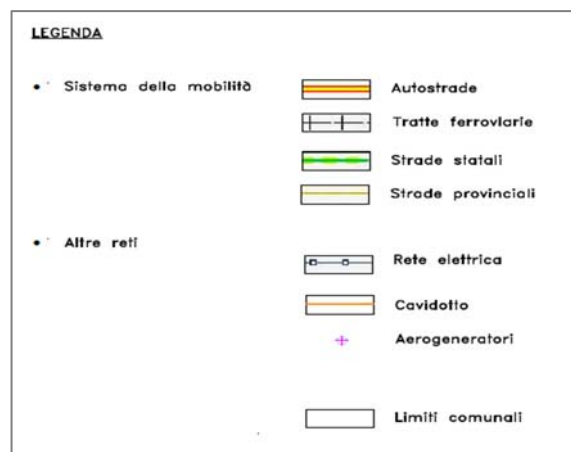 LEGENDA
• Sistema della mobilità
Autostrade
Tratte ferroviarie
Strade statali
Strade provinciali
• Altre reti
Rete elettrica
Cavidotto
Aerogeneratori
Limiti comunali